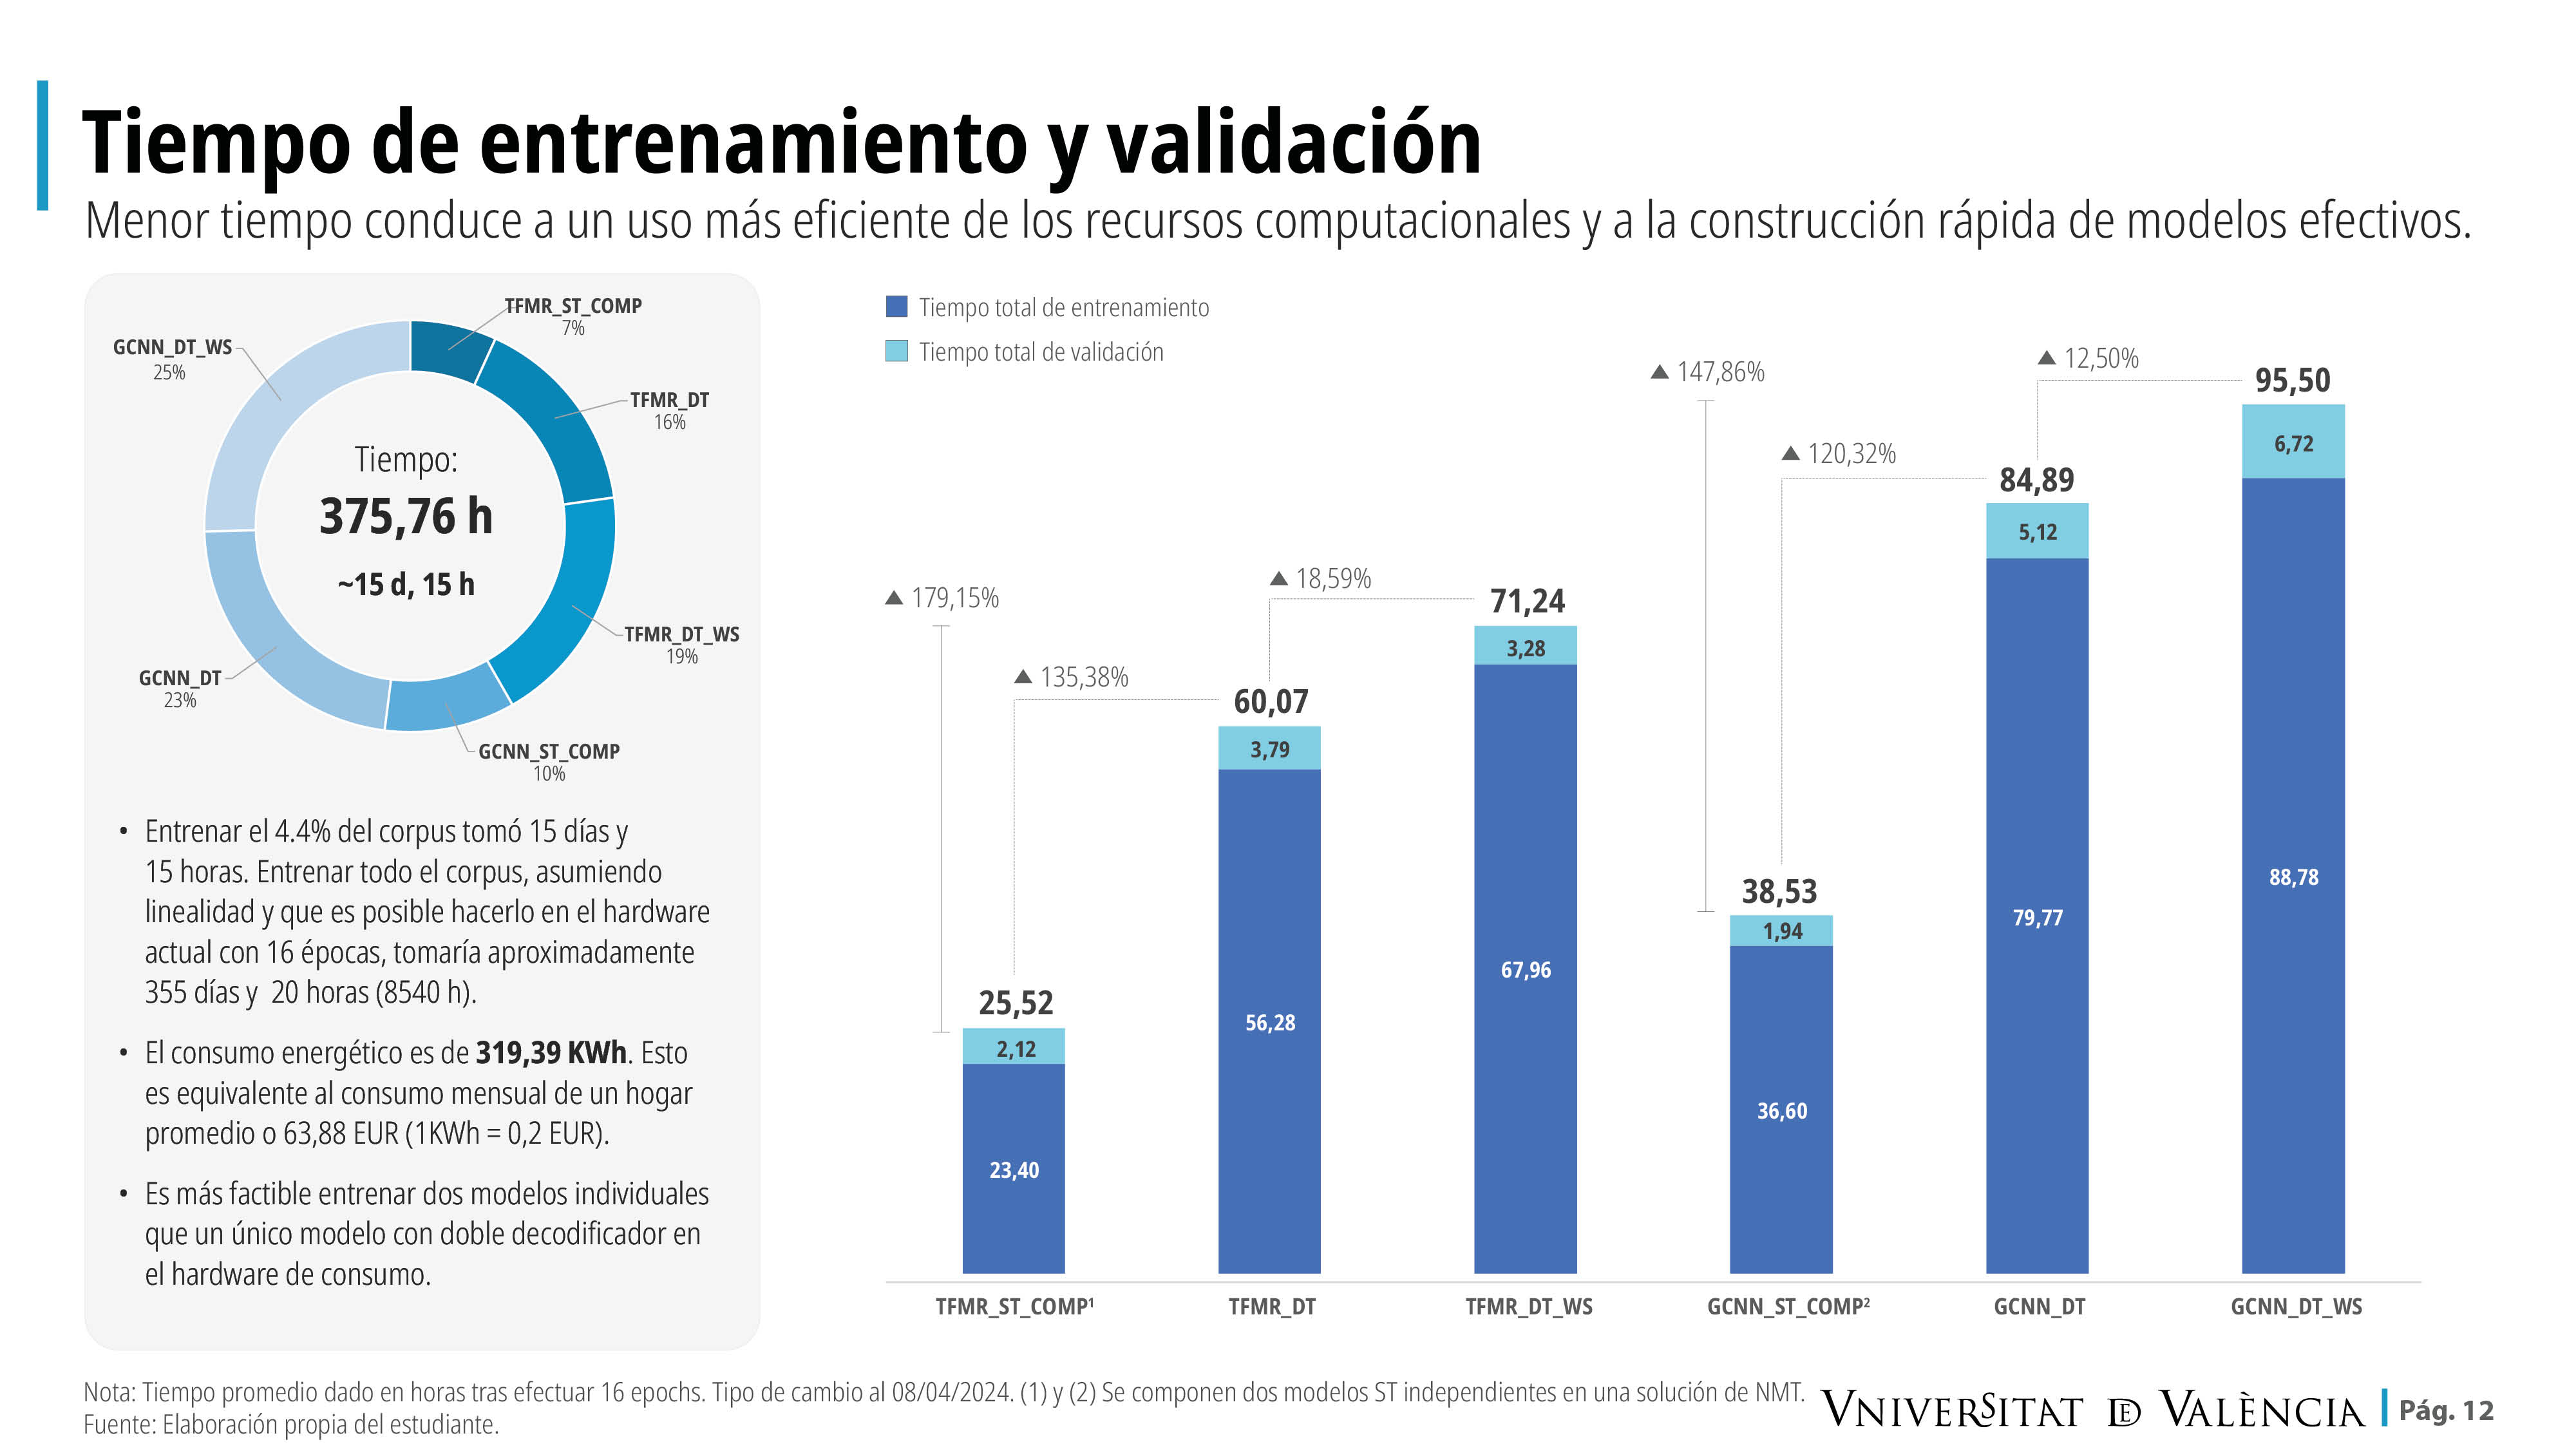 Tiempo de entrenamiento y validación
Menor tiempo conduce a un uso más eficiente de los recursos computacionales y a la construcción rápida de modelos efectivos.
TFMR_ST_COMP
7%
GCNN_DT_WS
25%
TFMR_DT
16%
Tiempo:
375,76 h
~15 d, 15 h
TFMR_DT_WS
19%
GCNN_DT
23%
GCNN_ST_COMP
10%
• Entrenar el 4.4% del corpus tomó 15 días y
15 horas. Entrenar todo el corpus, asumiendo
linealidad y que es posible hacerlo en el hardware
actual con 16 épocas, tomaría aproximadamente
355 días y 20 horas (8540 h).
• El consumo energético es de 319,39 KWh. Esto
es equivalente al consumo mensual de un hogar
promedio o 63,88 EUR (1KWh = 0,2 EUR).
• Es más factible entrenar dos modelos individuales
que un único modelo con doble decodificador en
el hardware de consumo.
Tiempo total de entrenamiento
Tiempo total de validación
▲ 179,15%
▲ 135,38%
▲ 18,59%
▲ 147,86%
▲ 120,32%
▲ 12,50%
25,52
2,12
23,40
60,07
3,79
56,28
71,24
3,28
67,96
38,53
1,94
36,60
84,89
5,12
79,77
95,50
6,72
88,78
TFMR_ST_COMP¹
TFMR_DT
TFMR_DT_WS
GCNN_ST_COMP²
GCNN_DT
GCNN_DT_WS
Nota: Tiempo promedio dado en horas tras efectuar 16 epochs. Tipo de cambio al 08/04/2024. (1) y (2) Se componen dos modelos ST independientes en una solución de NMT.
Fuente: Elaboración propia del estudiante.
VNIVERSITAT DE VALÈNCIA
Pág. 12